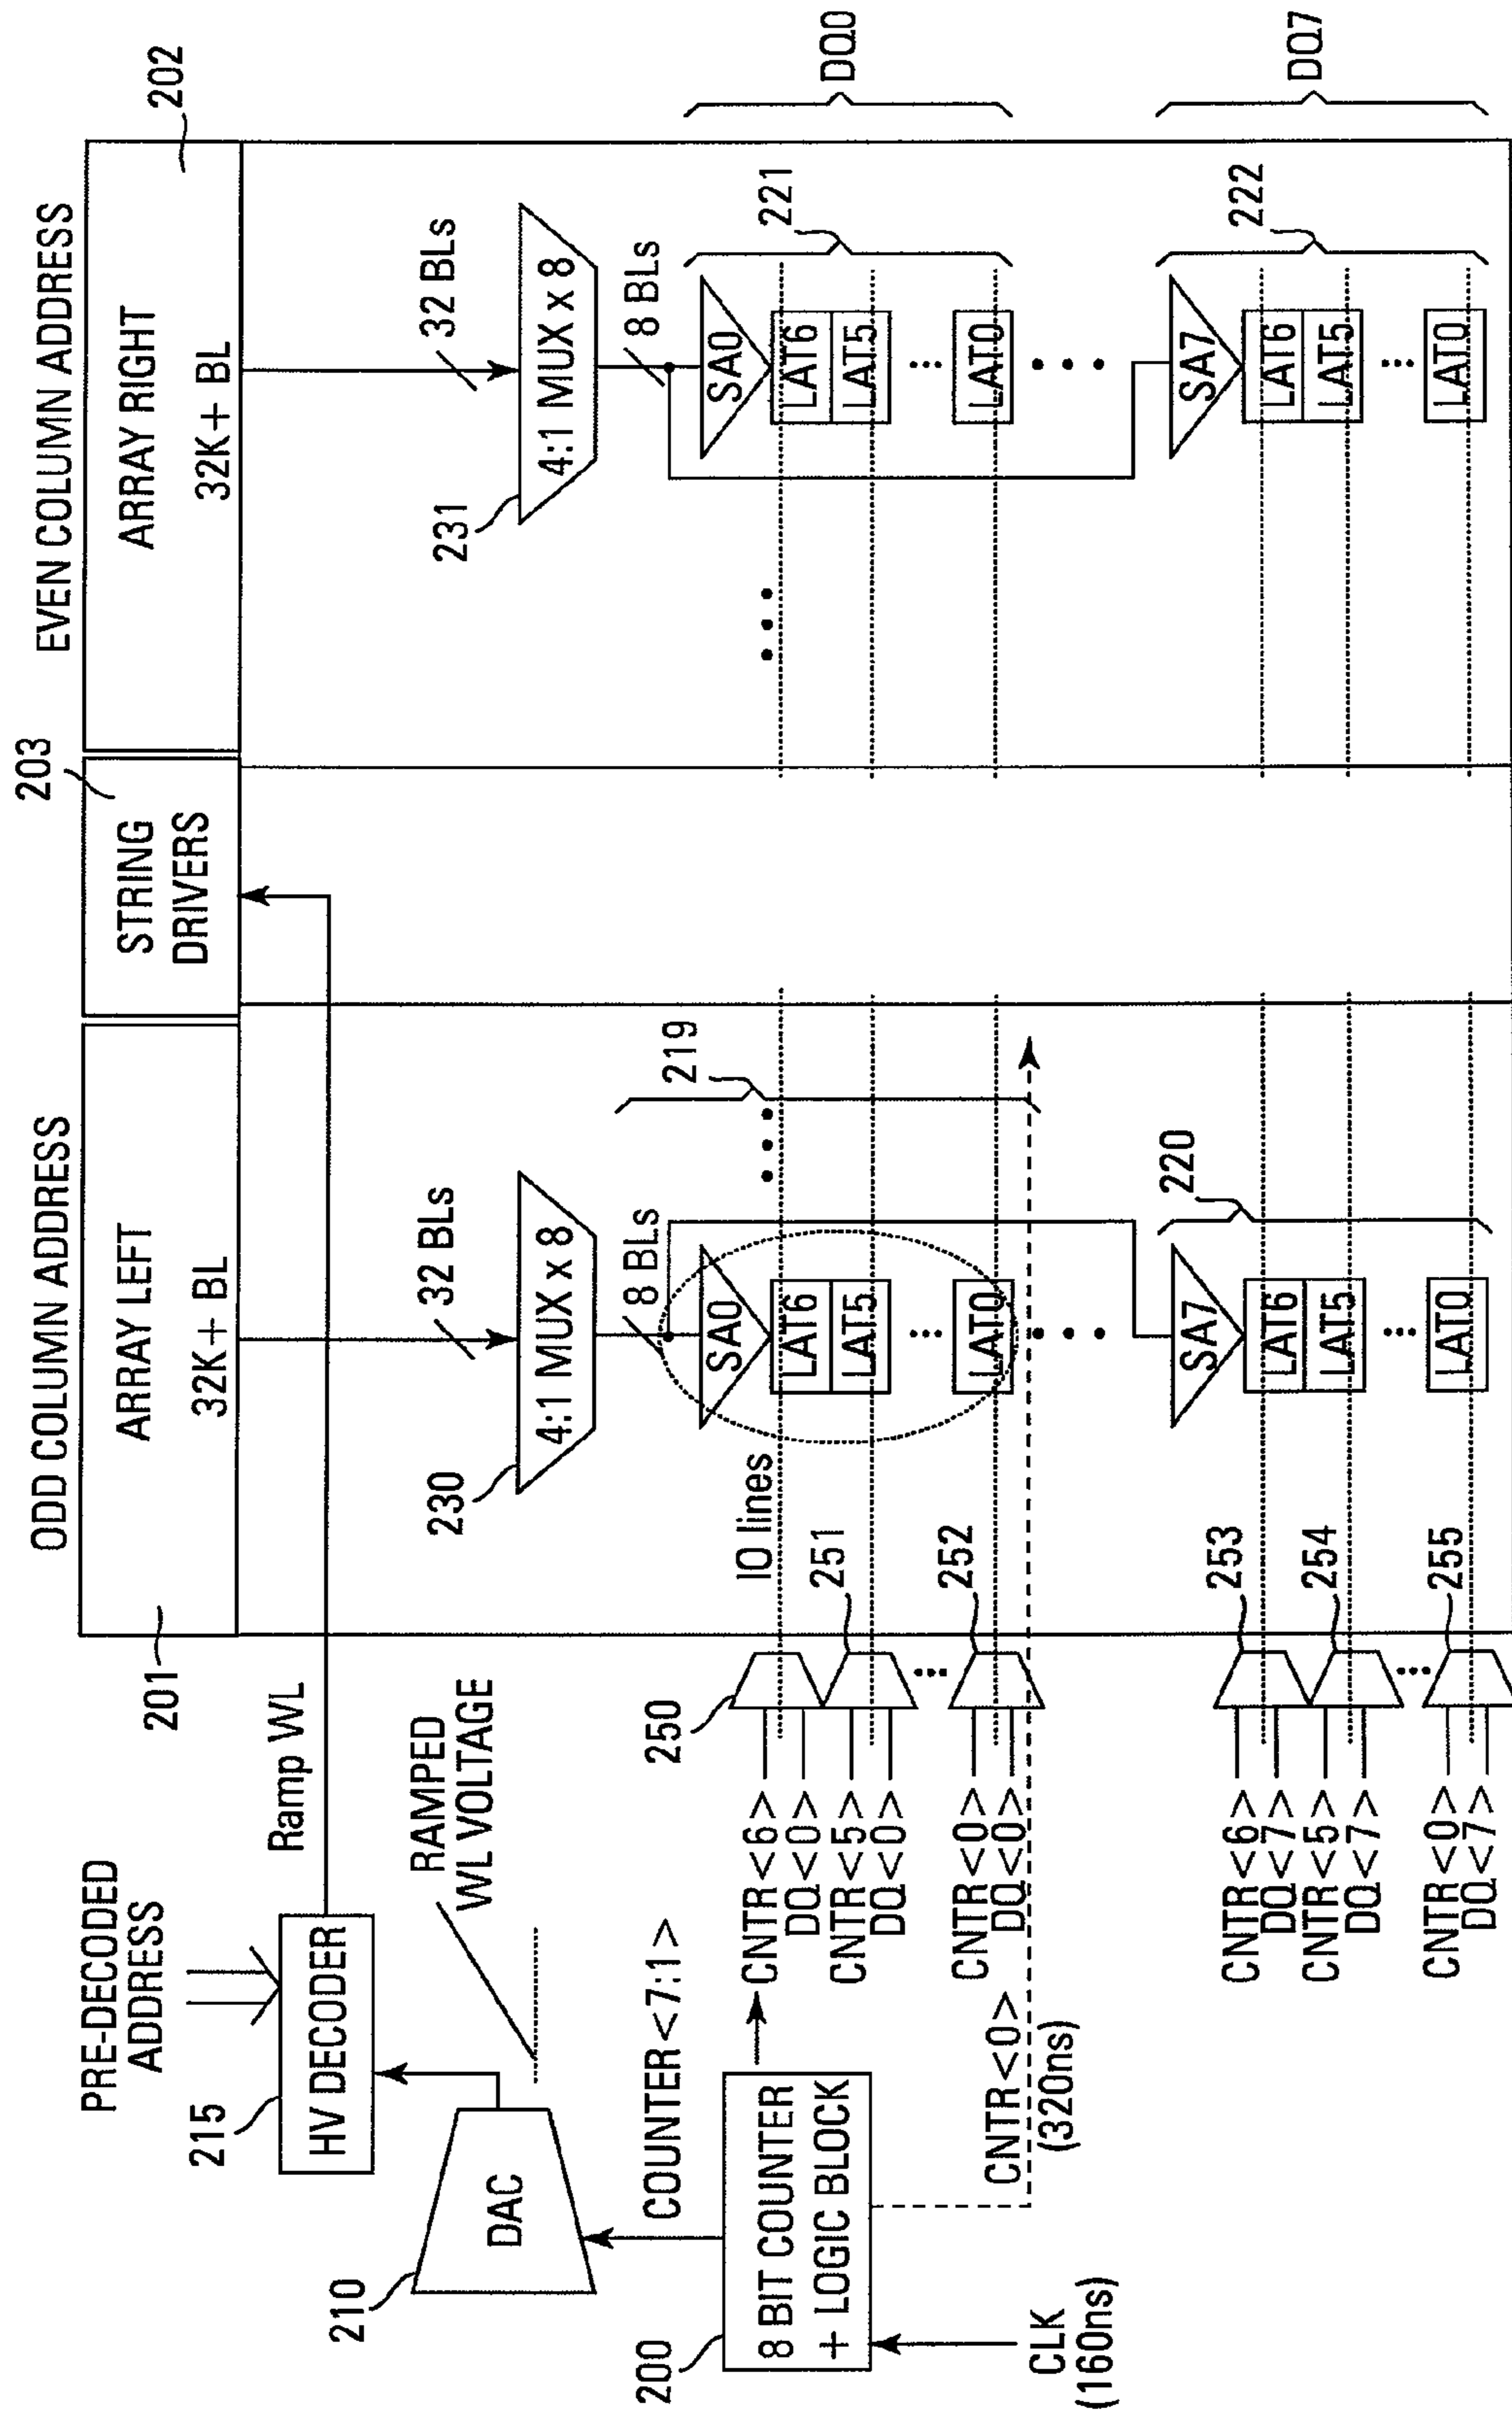 ODD COLUMN ADDRESS
EVEN COLUMN ADDRESS
203
201
ARRAY LEFT
32K+ BL
STRING
DRIVERS
ARRAY RIGHT
32K+ BL
202
PRE-DECODED
ADDRESS
215
HV DECODER
Ramp WL
210
DAC
RAMPED
WL VOLTAGE
COUNTER<7:1>
200
8 BIT COUNTER
+ LOGIC BLOCK
CLK
(160ns)
CNTR<0>
(320ns)
230
4:1 MUX x 8
32 BLs
8 BLs
231
4:1 MUX x 8
32 BLs
8 BLs
250
CNTR<6>
DQ<0>
CNTR<5>
DQ<0>
CNTR<0>
DQ<0>
IO lines
251
252
SA0
LAT6
LAT5
...
LAT0
219
SA0
LAT6
LAT5
...
LAT0
221
DQ0
CNTR<6>
DQ<7>
CNTR<5>
DQ<7>
CNTR<0>
DQ<7>
253
254
255
SA7
LAT6
LAT5
...
LAT0
220
SA7
LAT6
LAT5
...
LAT0
222
DQ7